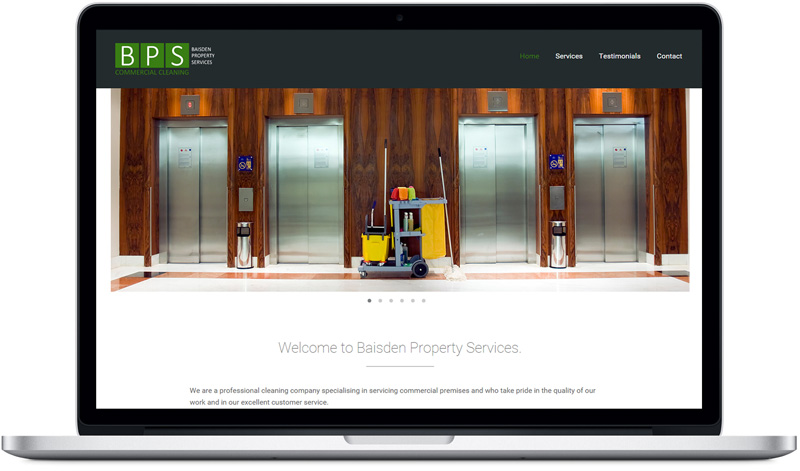 BPS
BAISDEN
PROPERTY
SERVICES
COMMERCIAL CLEANING
Home Services Testimonials Contact
Welcome to Baisden Property Services.
We are a professional cleaning company specialising in servicing commercial premises and who take pride in the quality of our
work and in our excellent customer service.